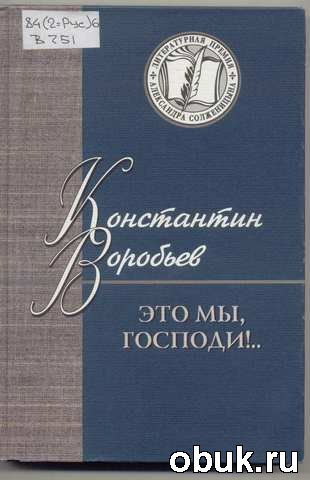 84(2=Рус)6
В 751
ЛИТЕРАТУРНАЯ ПРЕМИЯ
АЛЕКСАНДРА СОЛЖЕНИЦЫНА
Константин
Воробьев
ЭТО МЫ,
ГОСПОДИ!..
obuk.ru